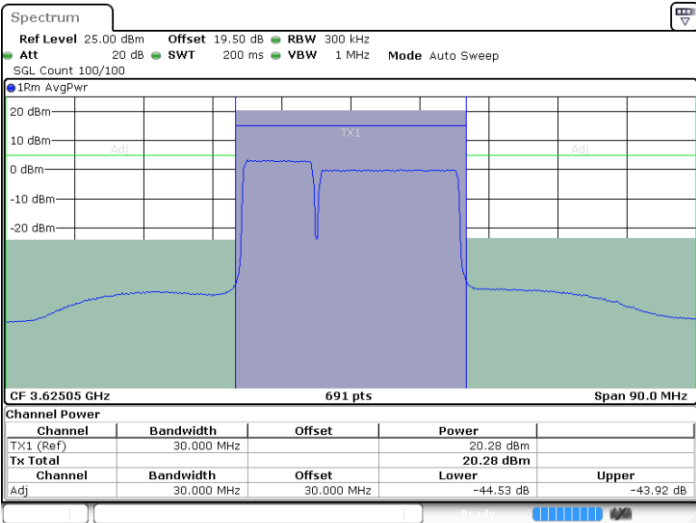 Spectrum
Ref Level 25.00 dBm Offset 19.50 dB RBW 300 kHz
Att 20 dB SWT 200 ms VBW 1 MHz Mode Auto Sweep
SGL Count 100/100
1Rm AvgPwr
20 dBm
TX1
10 dBm
Adj Adj
0 dBm
-10 dBm
-20 dBm
CF 3.62505 GHz 691 pts Span 90.0 MHz
Channel Power
Channel Bandwidth Offset Power
TX1 (Ref) 30.000 MHz 20.28 dBm
Tx Total 20.28 dBm
Channel Bandwidth Offset Lower Upper
Adj 30.000 MHz 30.000 MHz -44.53 dB -43.92 dB
Ready